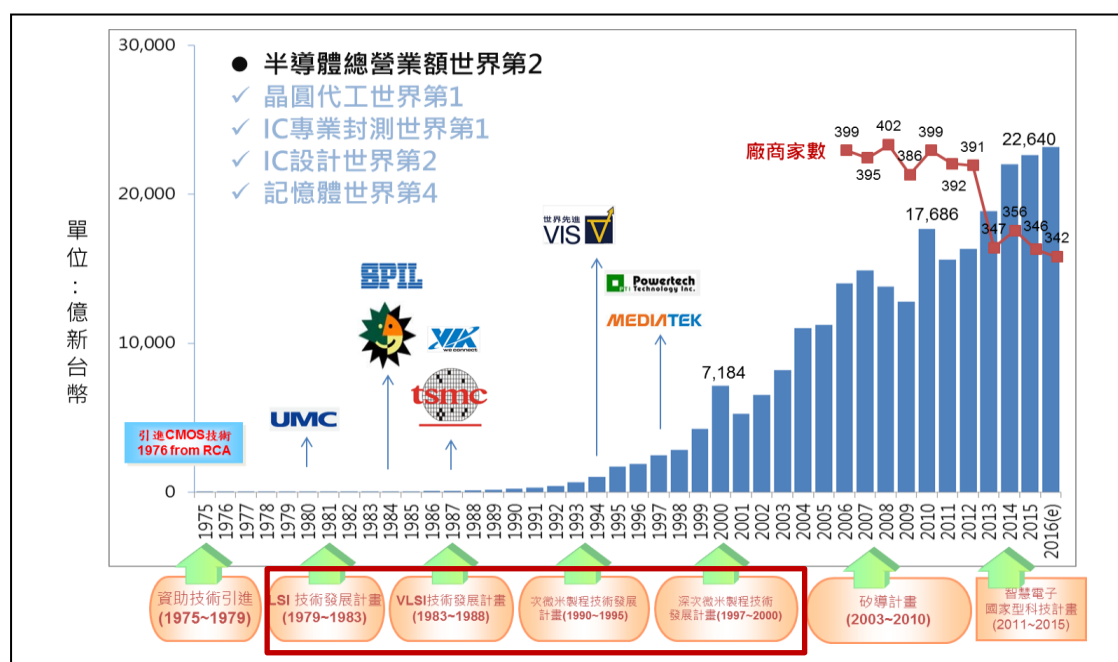 30,000
20,000
10,000
0
單位：億新台幣
● 半導體總營業額世界第2
✓ 晶圓代工世界第1
✓ IC專業封測世界第1
✓ IC設計世界第2
✓ 記憶體世界第4
廠商家數
399
395
402
386
399
392
391
347
356
346
342
22,640
17,686
7,184
世界先進
VIS
SPIL
Powertech
PTI Technology Inc.
MEDIATEK
VIA
we connect
tsmc
UMC
引進CMOS技術
1976 from RCA
1975
1976
1977
1978
1979
1980
1981
1982
1983
1984
1985
1986
1987
1988
1989
1990
1991
1992
1993
1994
1995
1996
1997
1998
1999
2000
2001
2002
2003
2004
2005
2006
2007
2008
2009
2010
2011
2012
2013
2014
2015
2016(e)
資助技術引進
(1975~1979)
LSI 技術發展計畫
(1979~1983)
VLSI技術發展計畫
(1983~1988)
次微米製程技術發展
計畫(1990~1995)
深次微米製程技術
發展計畫(1997~2000)
矽導計畫
(2003~2010)
智慧電子
國家型科技計畫
(2011~2015)